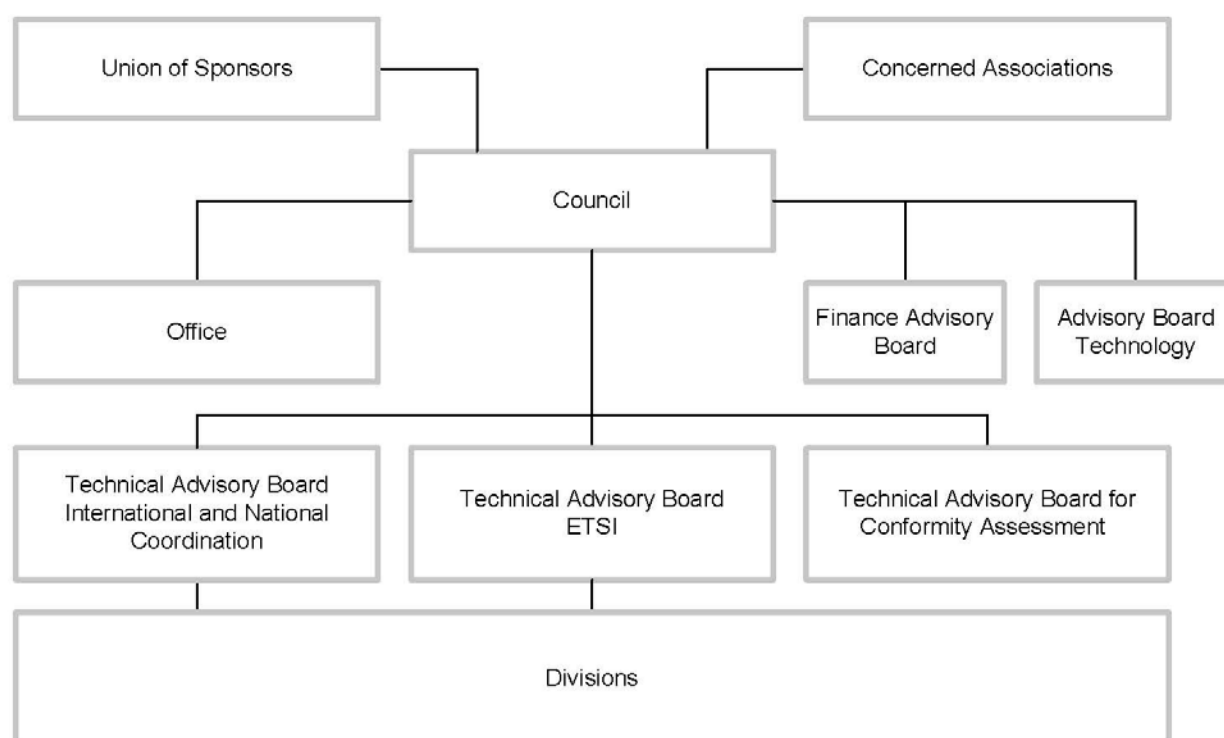 Union of Sponsors
Concerned Associations
Council
Office
Finance Advisory
Board
Advisory Board
Technology
Technical Advisory Board
International and National
Coordination
Technical Advisory Board
ETSI
Technical Advisory Board for
Conformity Assessment
Divisions